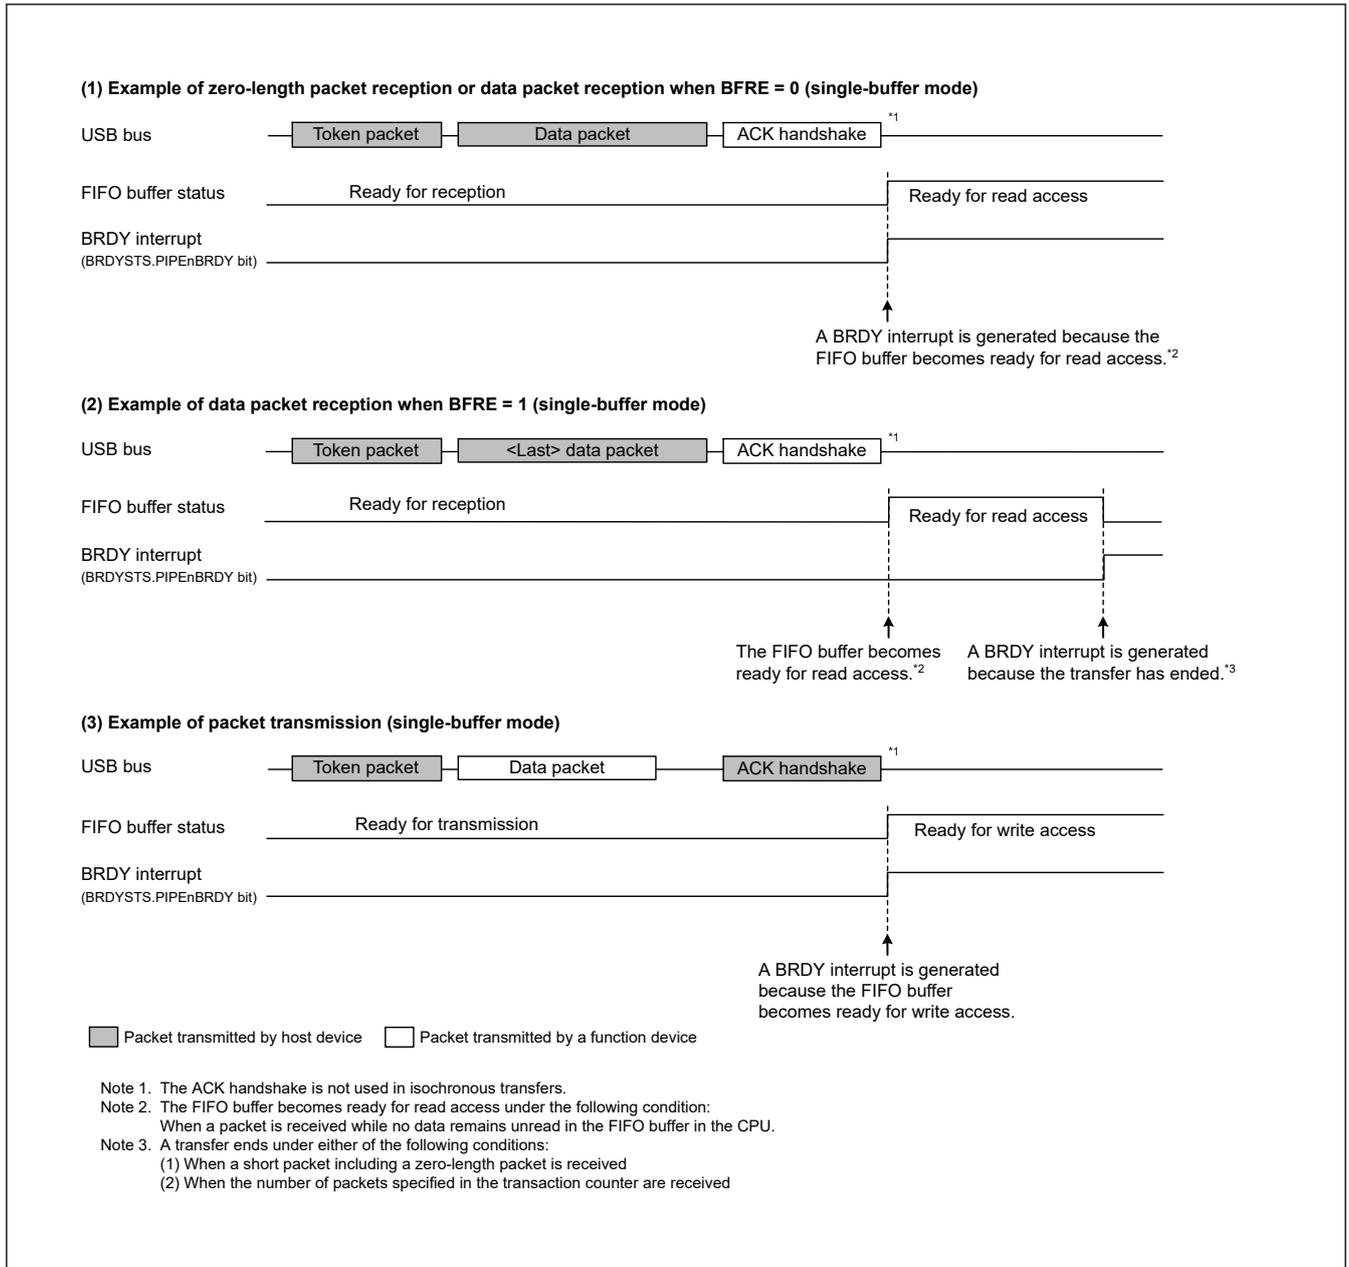 (1) Example of zero-length packet reception or data packet reception when BFRE = 0 (single-buffer mode)
USB bus
Token packet
Data packet
ACK handshake
*1
FIFO buffer status
Ready for reception
Ready for read access
BRDY interrupt
(BRDYSTS.PIPEnBRDY bit)
A BRDY interrupt is generated because the
FIFO buffer becomes ready for read access.*2
(2) Example of data packet reception when BFRE = 1 (single-buffer mode)
USB bus
Token packet
<Last> data packet
ACK handshake
*1
FIFO buffer status
Ready for reception
Ready for read access
BRDY interrupt
(BRDYSTS.PIPEnBRDY bit)
The FIFO buffer becomes
ready for read access.*2
A BRDY interrupt is generated
because the transfer has ended.*3
(3) Example of packet transmission (single-buffer mode)
USB bus
Token packet
Data packet
ACK handshake
*1
FIFO buffer status
Ready for transmission
Ready for write access
BRDY interrupt
(BRDYSTS.PIPEnBRDY bit)
A BRDY interrupt is generated
because the FIFO buffer
becomes ready for write access.
Packet transmitted by host device
Packet transmitted by a function device
Note 1. The ACK handshake is not used in isochronous transfers.
Note 2. The FIFO buffer becomes ready for read access under the following condition:
When a packet is received while no data remains unread in the FIFO buffer in the CPU.
Note 3. A transfer ends under either of the following conditions:
(1) When a short packet including a zero-length packet is received
(2) When the number of packets specified in the transaction counter are received